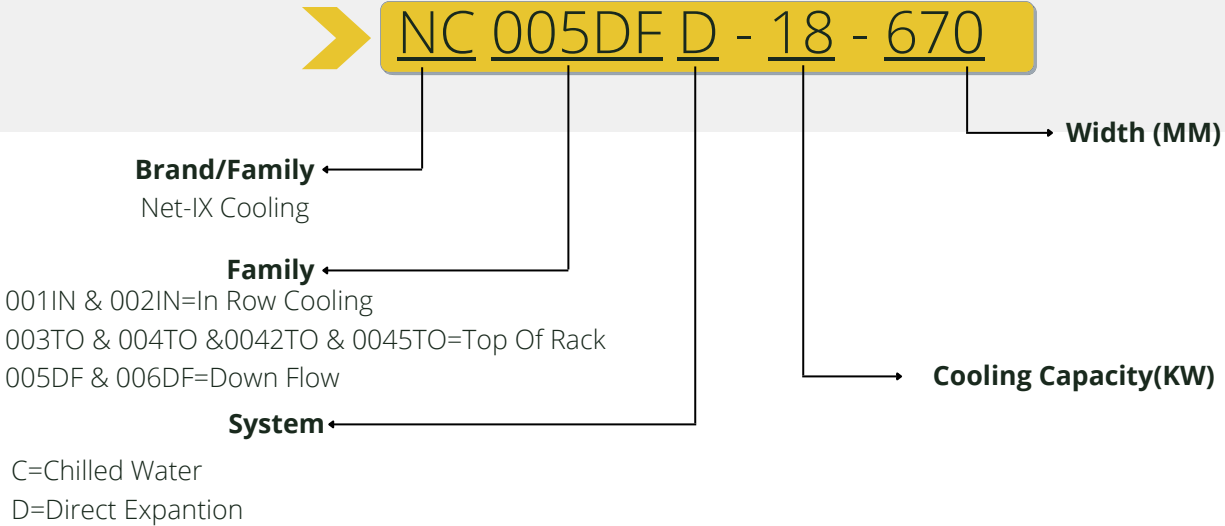 NC 005DF D - 18 - 670
Width (MM)
Brand/Family
Net-IX Cooling
Family
001IN & 002IN=In Row Cooling
003TO & 004TO &0042TO & 0045TO=Top Of Rack
005DF & 006DF=Down Flow
Cooling Capacity(KW)
System
C=Chilled Water
D=Direct Expantion